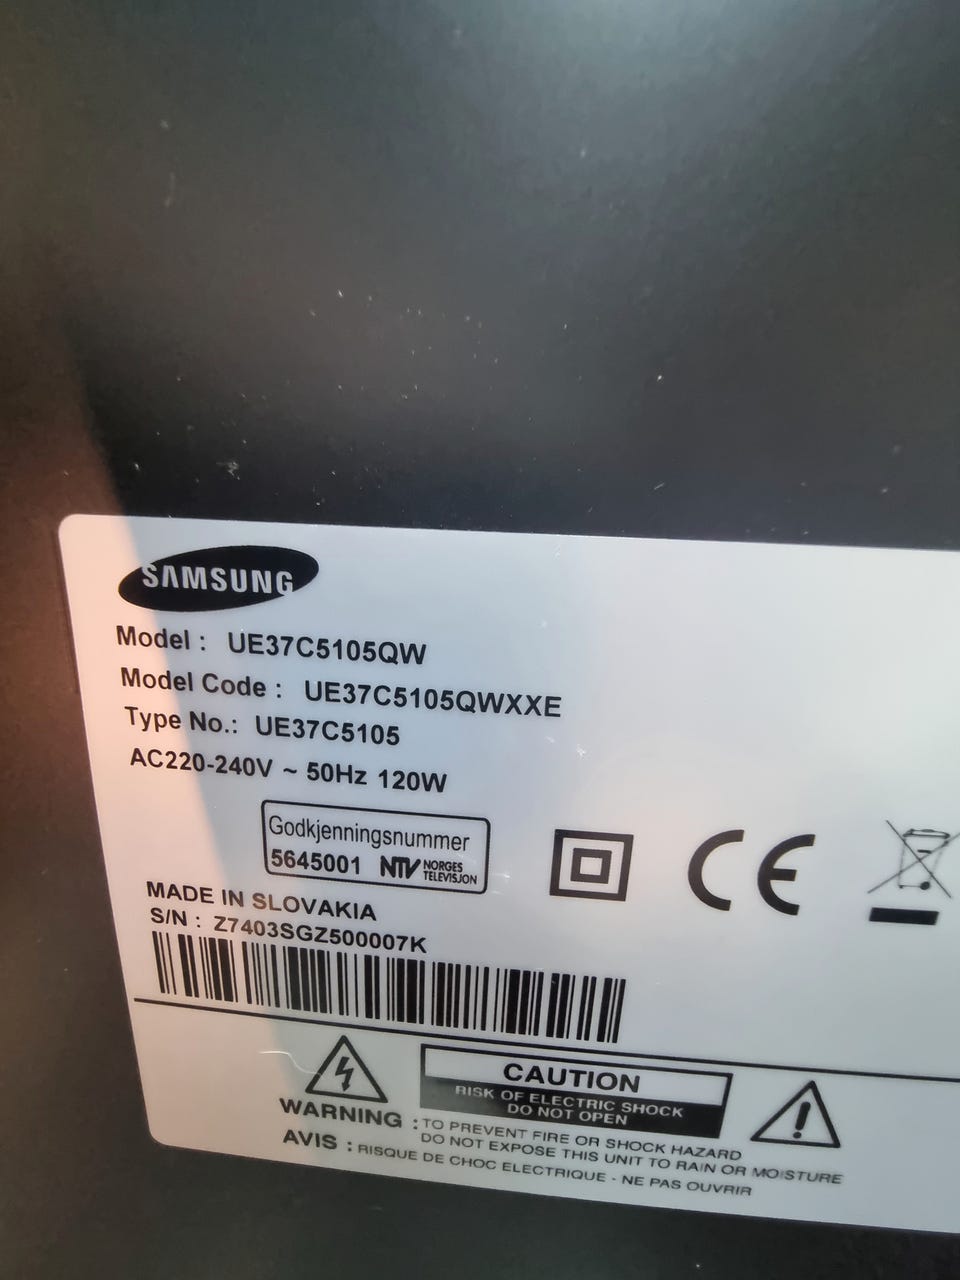 SAMSUNG
Model : UE37C5105QW
Model Code : UE37C5105QWXXE
Type No.: UE37C5105
AC220-240V ~ 50Hz 120W
Godkjenningsnummer
5645001 NTV NORGES TELEVISJON
CE
MADE IN SLOVAKIA
S/N : Z7403SGZ500007K
CAUTION
RISK OF ELECTRIC SHOCK
DO NOT OPEN
WARNING : TO PREVENT FIRE OR SHOCK HAZARD
DO NOT EXPOSE THIS UNIT TO RAIN OR MOISTURE
AVIS : RISQUE DE CHOC ELECTRIQUE - NE PAS OUVRIR